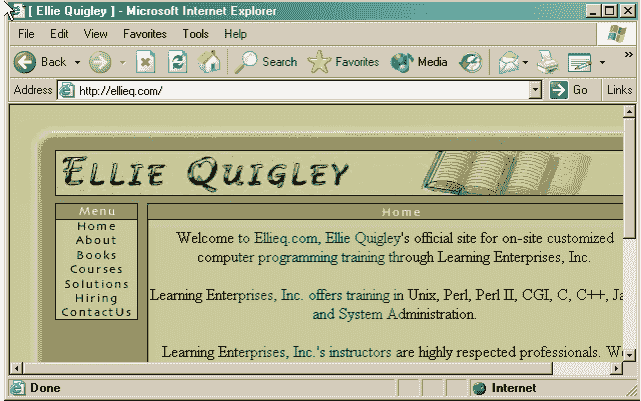 [ Ellie Quigley ] - Microsoft Internet Explorer
File Edit View Favorites Tools Help
Back Search Favorites Media »
Address http://ellieq.com/ Go Links
ELLIE QUIGLEY
Menu
Home
About
Books
Courses
Solutions
Hiring
ContactUs
Home
Welcome to Ellieq.com, Ellie Quigley's official site for on-site customized
computer programming training through Learning Enterprises, Inc.
Learning Enterprises, Inc. offers training in Unix, Perl, Perl II, CGI, C, C++, Ja
and System Administration.
Learning Enterprises, Inc.'s instructors are highly respected professionals. W
Done Internet